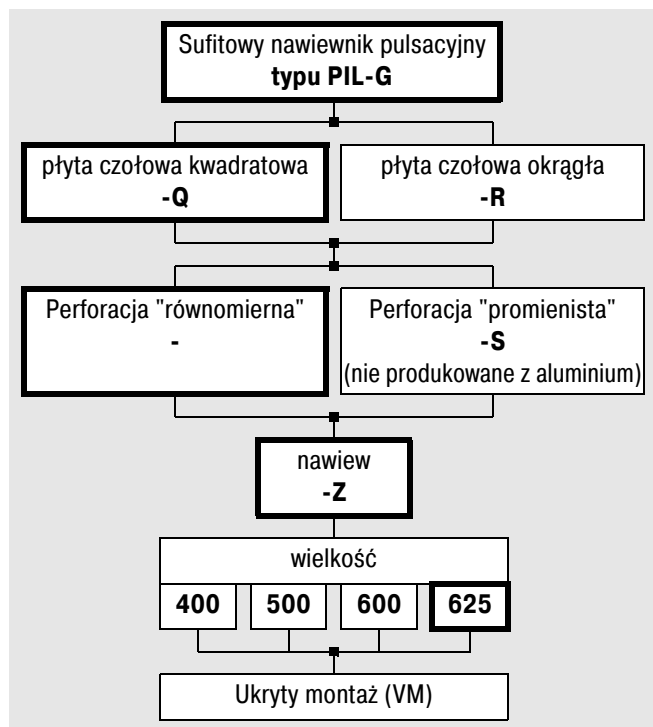 Sufitowy nawiewnik pulsacyjny
typu PIL-G
płyta czołowa kwadratowa
-Q
płyta czołowa okrągła
-R
Perforacja "równomierna"
-
Perforacja "promienista"
-S
(nie produkowane z aluminium)
nawiew
-Z
wielkość
400 500 600 625
Ukryty montaż (VM)